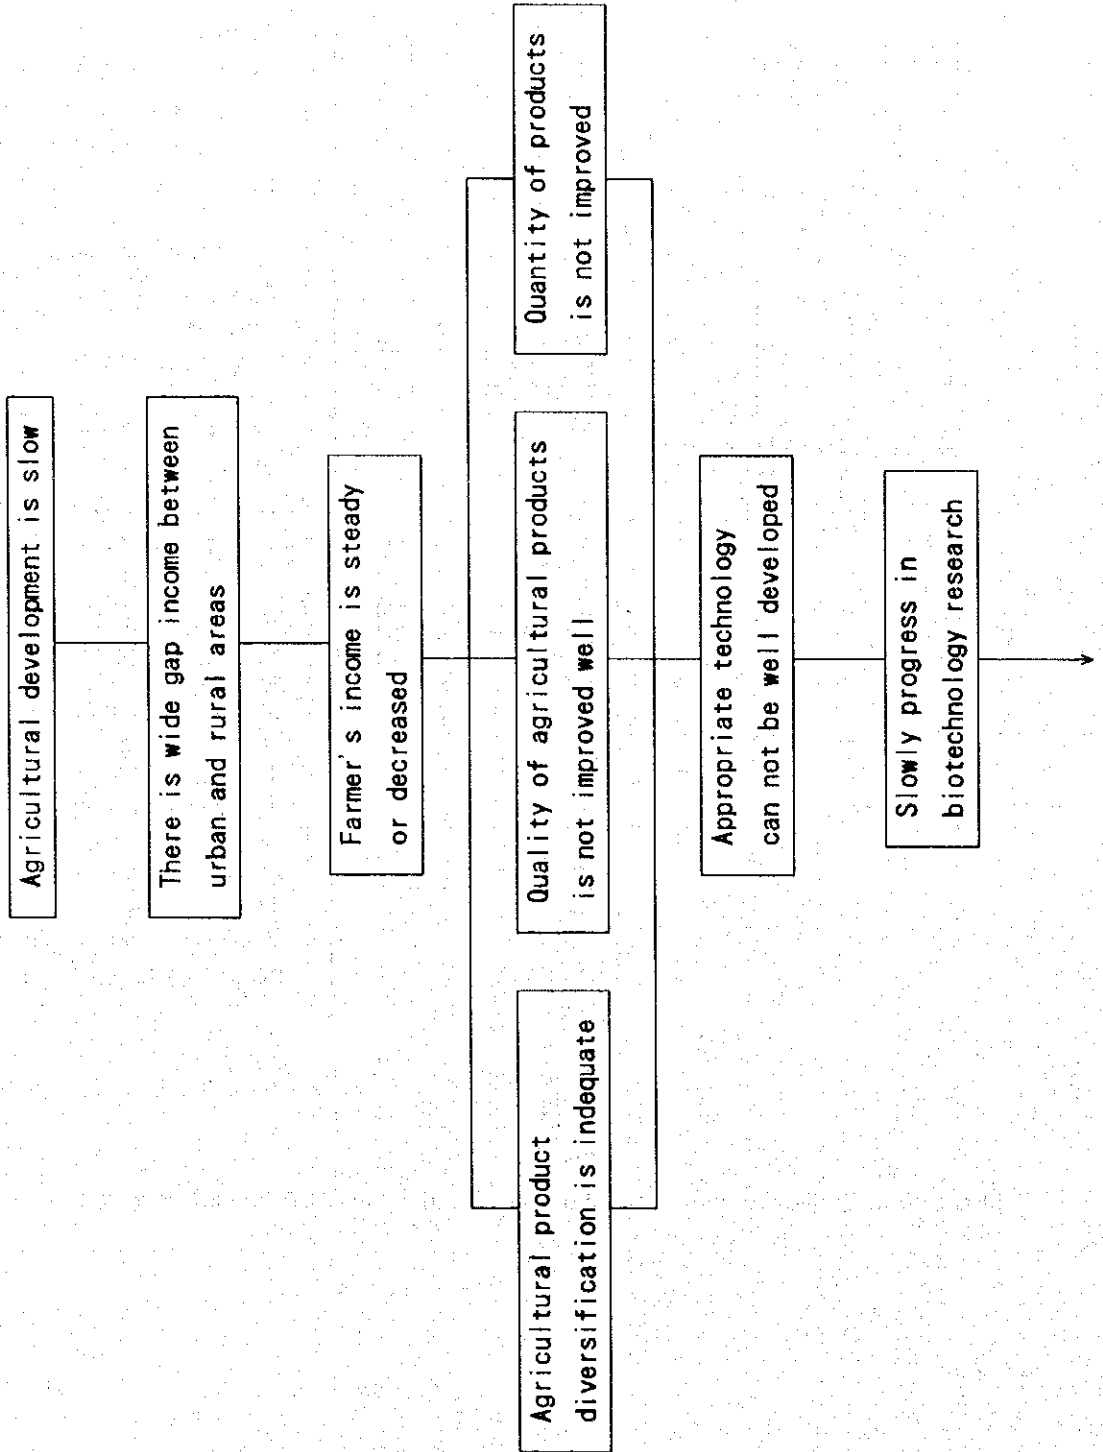 Agricultural development is slow
There is wide gap income between
urban and rural areas
Farmer's income is steady
or decreased
Agricultural product
diversification is indequate
Quality of agricultural products
is not improved well
Quantity of products
is not improved
Appropriate technology
can not be well developed
Slowly progress in
biotechnology research